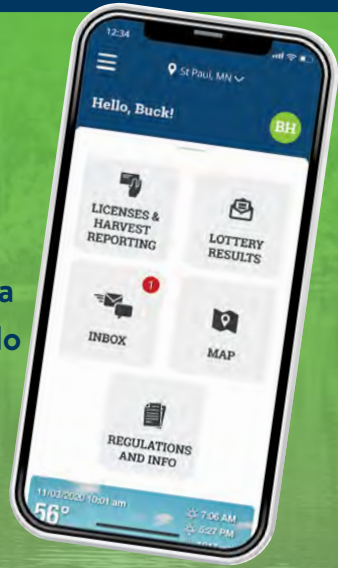 12:34
St Paul, MN
Hello, Buck!
BH
LICENSES &
HARVEST
REPORTING
LOTTERY
RESULTS
1
INBOX
MAP
REGULATIONS
AND INFO
11/03/2020 10:01 am
56°
7:06 AM
5:27 PM
a
lo